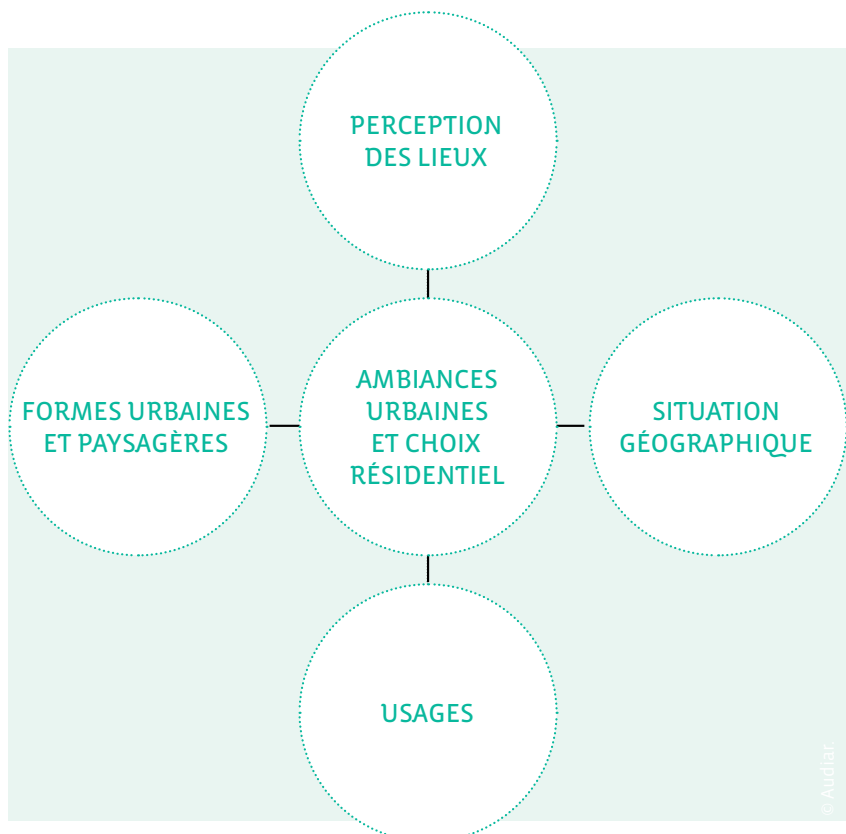 PERCEPTION
DES LIEUX
FORMES URBAINES
ET PAYSAGÈRES
AMBIANCES
URBAINES
ET CHOIX
RÉSIDENTIEL
SITUATION
GÉOGRAPHIQUE
USAGES
© Audiar.